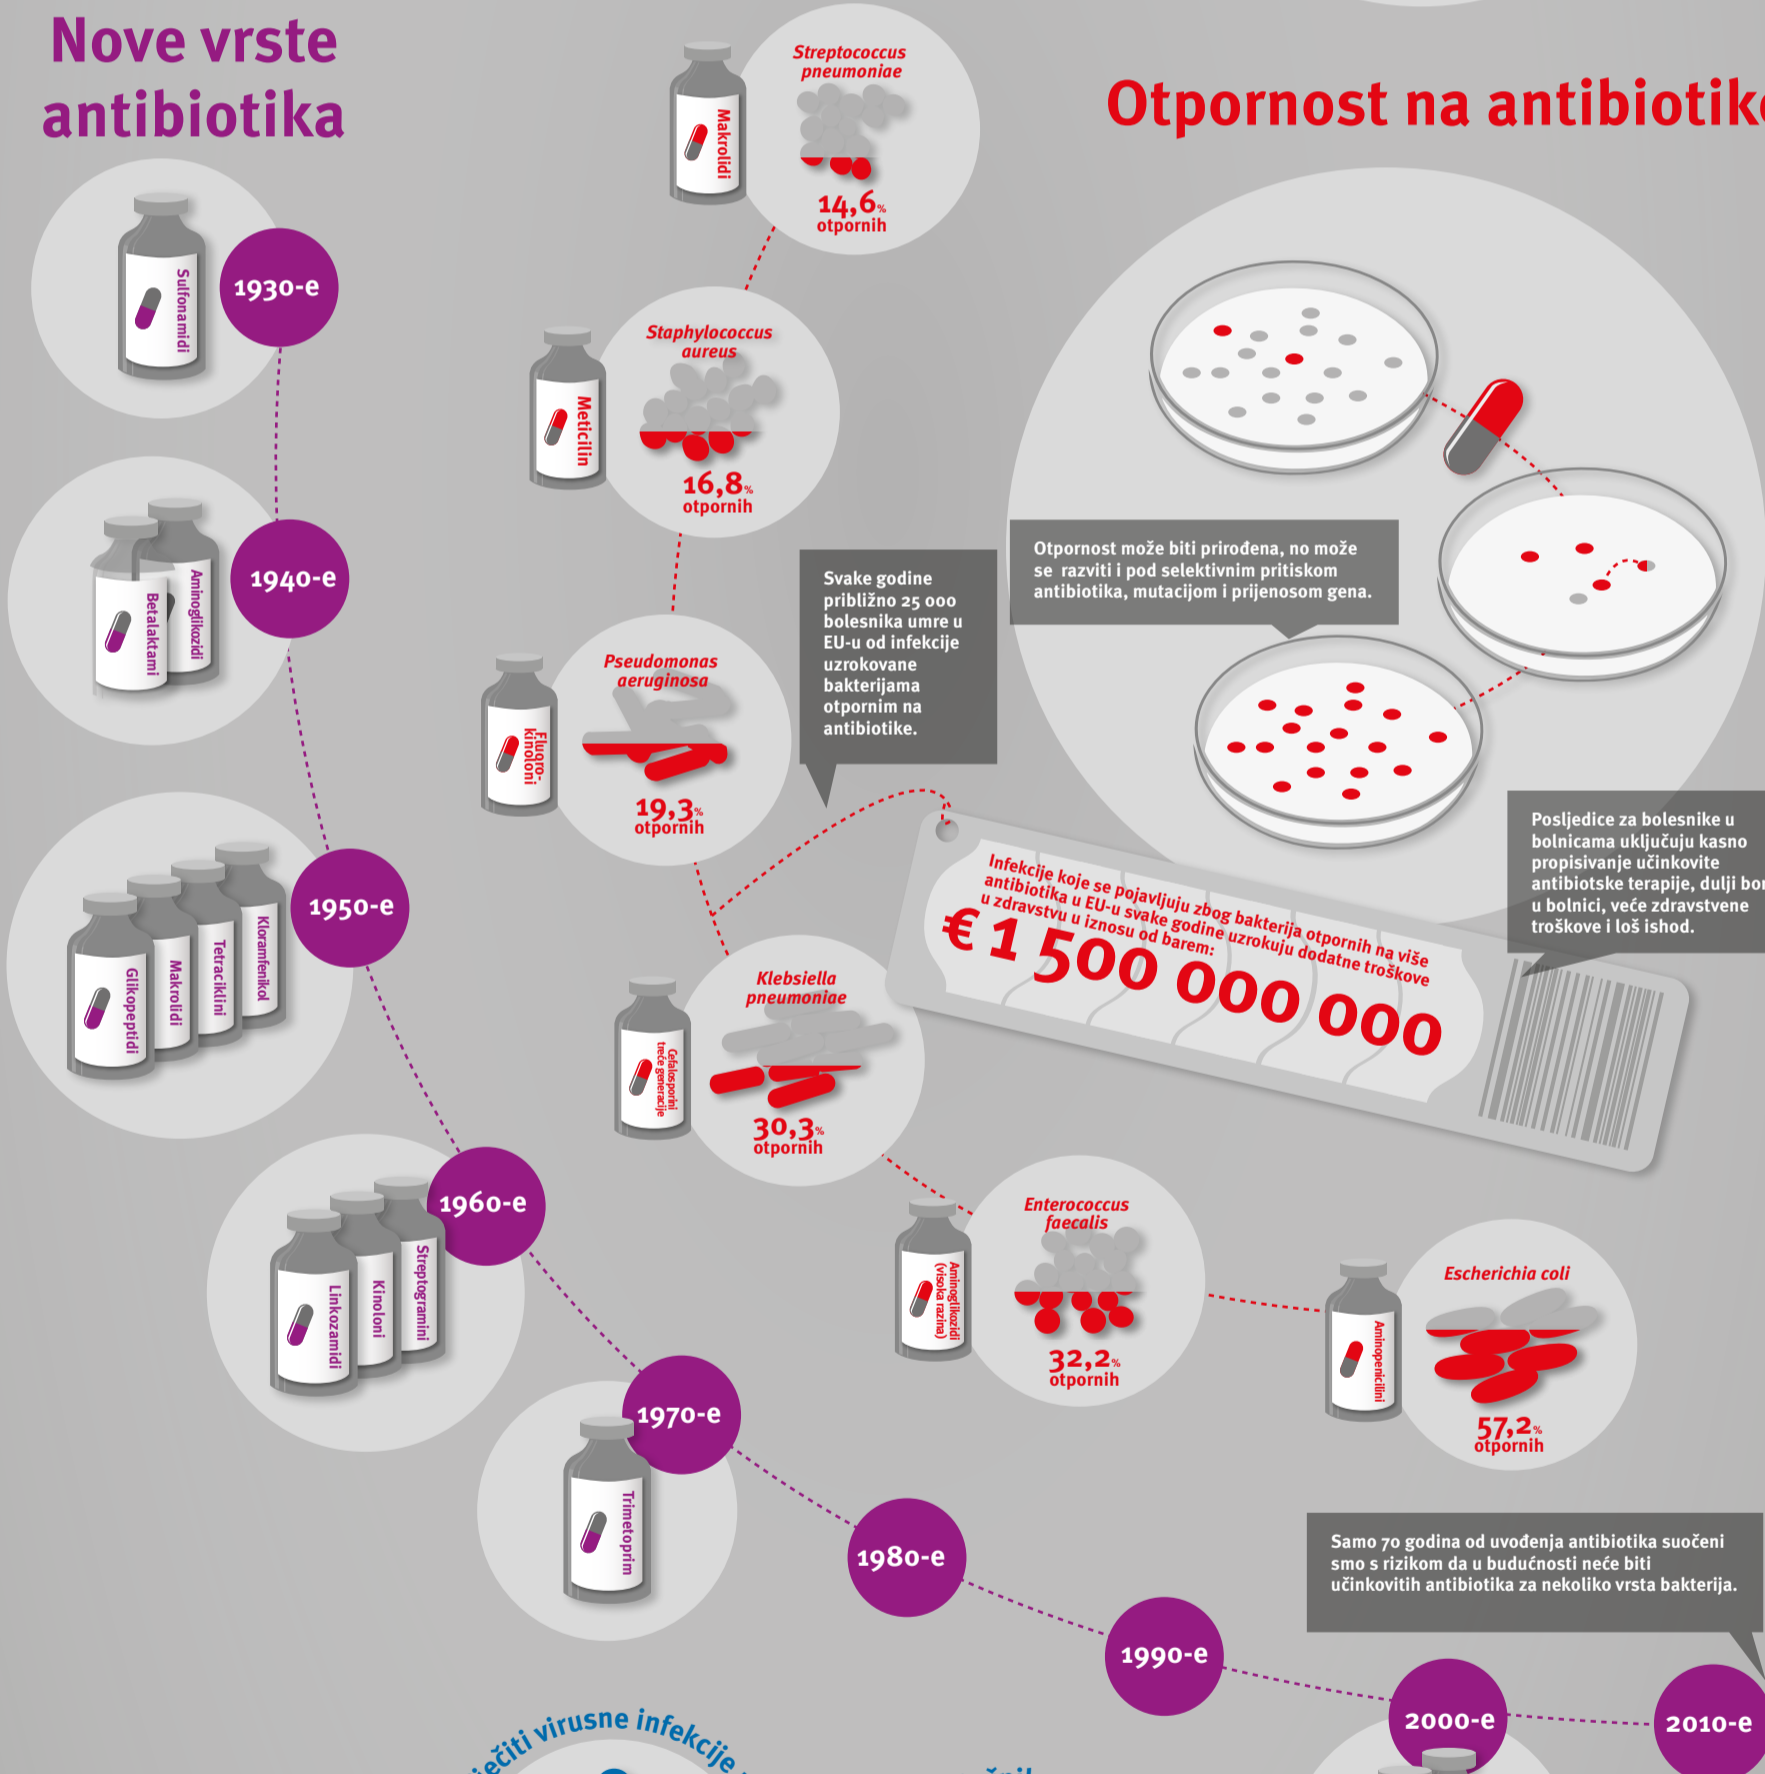 Nove vrste
antibiotika
Sulfonamidi
1930-e
Betalaktami
Aminoglikozidi
1940-e
Glikopeptidi
Makrolidi
Tetraciklini
Kloramfenikol
1950-e
Linkozamidi
Kinoloni
Streptogramini
1960-e
Trimetoprim
1970-e
1980-e
1990-e
2000-e
2010-e
Makrolidi
Streptococcus
pneumoniae
14,6%
otpornih
Meticilin
Staphylococcus
aureus
16,8%
otpornih
Fluoro-
kinoloni
Pseudomonas
aeruginosa
19,3%
otpornih
Cefalosporini
treće generacije
Klebsiella
pneumoniae
30,3%
otpornih
Aminoglikozidi
(visoka razina)
Enterococcus
faecalis
32,2%
otpornih
Aminopenicilini
Escherichia coli
57,2%
otpornih
Svake godine
približno 25 000
bolesnika umre u
EU-u od infekcije
uzrokovane
bakterijama
otpornim na
antibiotike.
Infekcije koje se pojavljuju zbog bakterija otpornih na više
antibiotika u EU-u svake godine uzrokuju dodatne troškove
u zdravstvu u iznosu od barem:
€ 1 500 000 000
Otpornost na antibiotik
Otpornost može biti prirođena, no može
se razviti i pod selektivnim pritiskom
antibiotika, mutacijom i prijenosom gena.
Posljedice za bolesnike u
bolnicama uključuju kasno
propisivanje učinkovite
antibiotske terapije, dulji bor
u bolnici, veće zdravstvene
troškove i loš ishod.
Samo 70 godina od uvođenja antibiotika suočeni
smo s rizikom da u budućnosti neće biti
učinkovitih antibiotika za nekoliko vrsta bakterija.
ječiti virusne infekcije